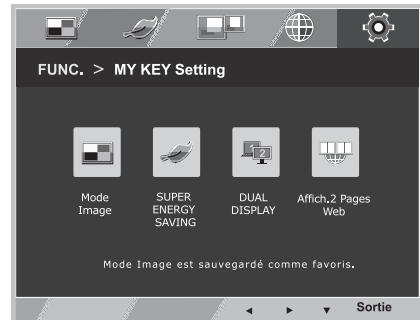 FUNC. > MY KEY Setting
Mode
Image
SUPER
ENERGY
SAVING
2
DUAL
DISPLAY
Affich.2 Pages
Web
Mode Image est sauvegardé comme favoris.
Sortie